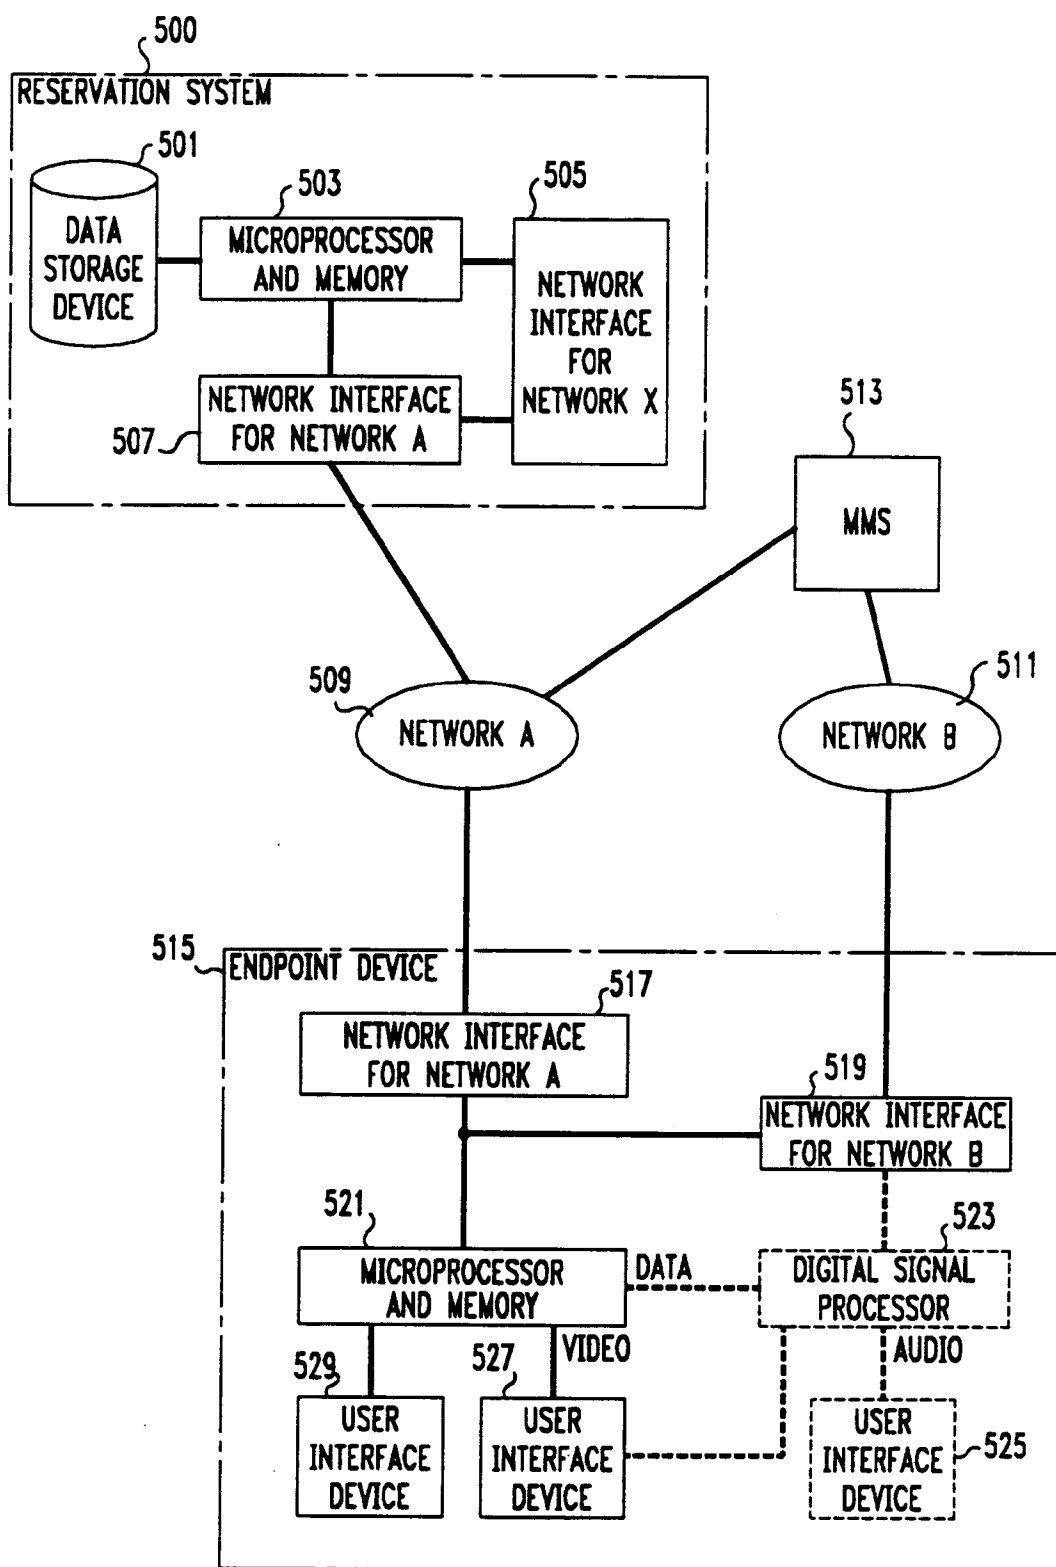 500
RESERVATION SYSTEM
501
503
505
DATA
STORAGE
DEVICE
MICROPROCESSOR
AND MEMORY
NETWORK
INTERFACE
FOR
NETWORK X
NETWORK INTERFACE
FOR NETWORK A
507
513
MMS
509
NETWORK A
511
NETWORK B
515
ENDPOINT DEVICE
517
NETWORK INTERFACE
FOR NETWORK A
519
NETWORK INTERFACE
FOR NETWORK B
521
MICROPROCESSOR
AND MEMORY
DATA
523
DIGITAL SIGNAL
PROCESSOR
VIDEO
AUDIO
529
USER
INTERFACE
DEVICE
527
USER
INTERFACE
DEVICE
USER
INTERFACE
DEVICE
525